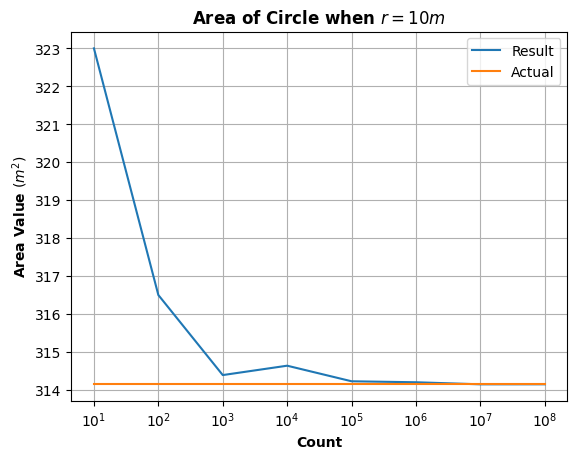 Area of Circle when r = 10m
Result
Actual
323
322
321
320
319
318
317
316
315
314
Area Value (m²)
10¹ 10² 10³ 10⁴ 10⁵ 10⁶ 10⁷ 10⁸
Count